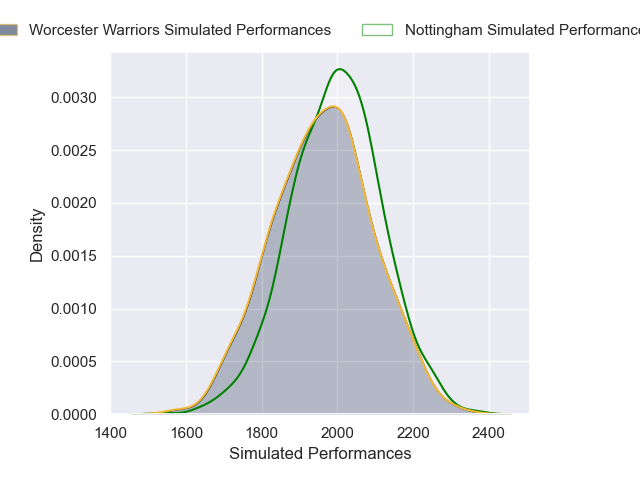 Worcester Warriors Simulated Performances
Nottingham Simulated Performance
0.0030
0.0025
0.0020
0.0015
0.0010
0.0005
0.0000
Density
1400 1600 1800 2000 2200 2400
Simulated Performances